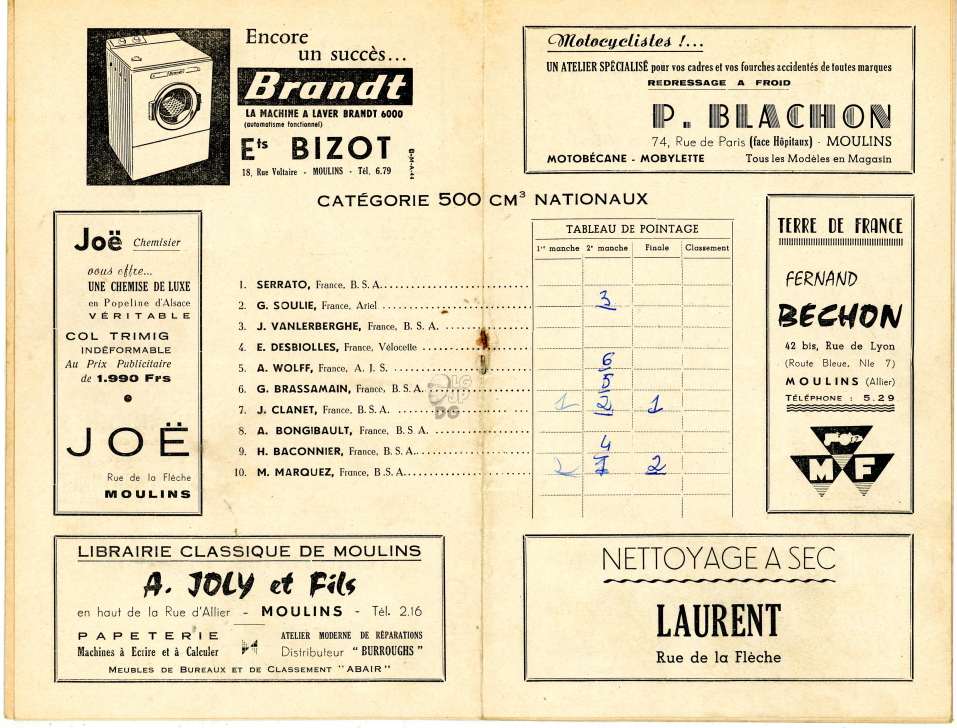 Encore
un succès...
Brandt
LA MACHINE A LAVER BRANDT 6000
(automatisme fonctionnel)
Ets BIZOT
18, Rue Voltaire - MOULINS - Tél. 6.79
Motocyclistes !...
UN ATELIER SPÉCIALISÉ pour vos cadres et vos fourches accidentés de toutes marques
REDRESSAGE A FROID
P. BLACHON
74, Rue de Paris (face Hôpitaux) - MOULINS
MOTOBÉCANE - MOBYLETTE Tous les Modèles en Magasin
CATÉGORIE 500 CM³ NATIONAUX
Joë Chemisier
vous offre...
UNE CHEMISE DE LUXE
en Popeline d'Alsace
VÉRITABLE
COL TRIMIG
INDÉFORMABLE
Au Prix Publicitaire
de 1.990 Frs
JOË
Rue de la Flèche
MOULINS
TABLEAU DE POINTAGE
1re manche 2e manche Finale Classement
1. SERRATO, France, B. S. A.
2. G. SOULIE, France, Ariel 3
3. J. VANLERBERGHE, France, B. S. A.
4. E. DESBIOLLES, France, Vélocette
5. A. WOLFF, France, A. J. S. 6
6. G. BRASSAMAIN, France, B. S. A. 5
7. J. CLANET, France, B. S. A. 1 2 1
8. A. BONGIBAULT, France, B. S. A.
9. H. BACONNIER, France, B. S. A. 4
10. M. MARQUEZ, France, B .S. A. 2 1 2
LG
JP
DG
TERRE DE FRANCE
FERNAND
BECHON
42 bis, Rue de Lyon
(Route Bleue, Nle 7)
MOULINS (Allier)
TÉLÉPHONE : 5.29
M F
LIBRAIRIE CLASSIQUE DE MOULINS
A. JOLY et Fils
en haut de la Rue d'Allier - MOULINS - Tél. 2.16
PAPETERIE
Machines à Ecrire et à Calculer
ATELIER MODERNE DE RÉPARATIONS
Distributeur " BURROUGHS "
MEUBLES DE BUREAUX ET DE CLASSEMENT "ABAIR"
NETTOYAGE A SEC
LAURENT
Rue de la Flèche